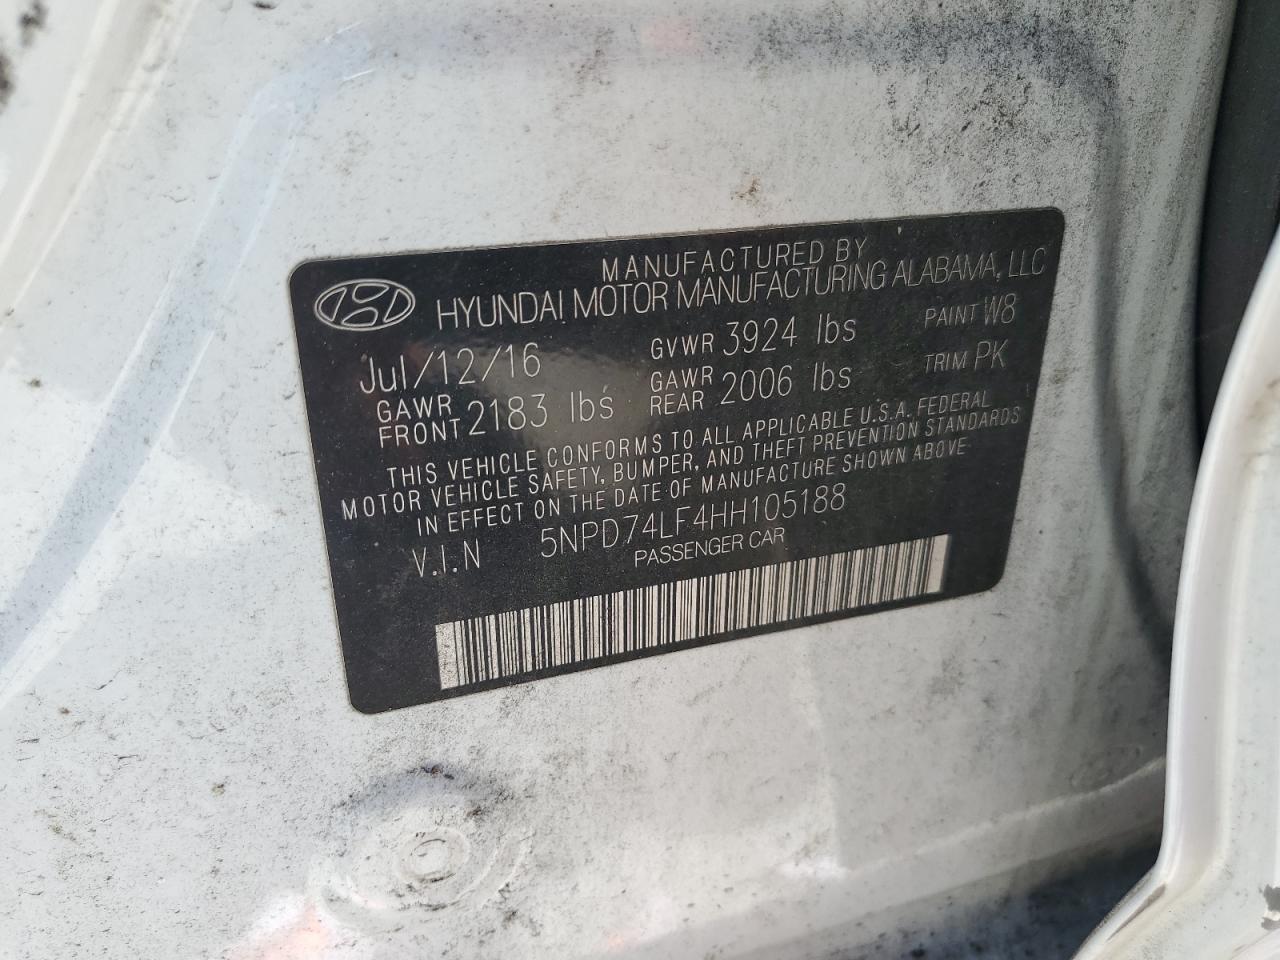 MANUFACTURED BY
HYUNDAI MOTOR MANUFACTURING ALABAMA, LLC
Jul/12/16 GVWR 3924 lbs PAINT W8
GAWR FRONT 2183 lbs GAWR REAR 2006 lbs TRIM PK
THIS VEHICLE CONFORMS TO ALL APPLICABLE U.S.A. FEDERAL
MOTOR VEHICLE SAFETY, BUMPER, AND THEFT PREVENTION STANDARDS
IN EFFECT ON THE DATE OF MANUFACTURE SHOWN ABOVE
V.I.N 5NPD74LF4HH105188
PASSENGER CAR